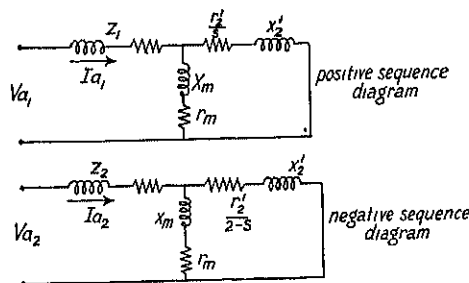 Z₁
r₂'/s
x₂'
Ia₁
Va₁
Xm
rm
positive sequence
diagram
Z₂
x₂'
Ia₂
Va₂
xm
r₂'/2-S
rm
negative sequence
diagram